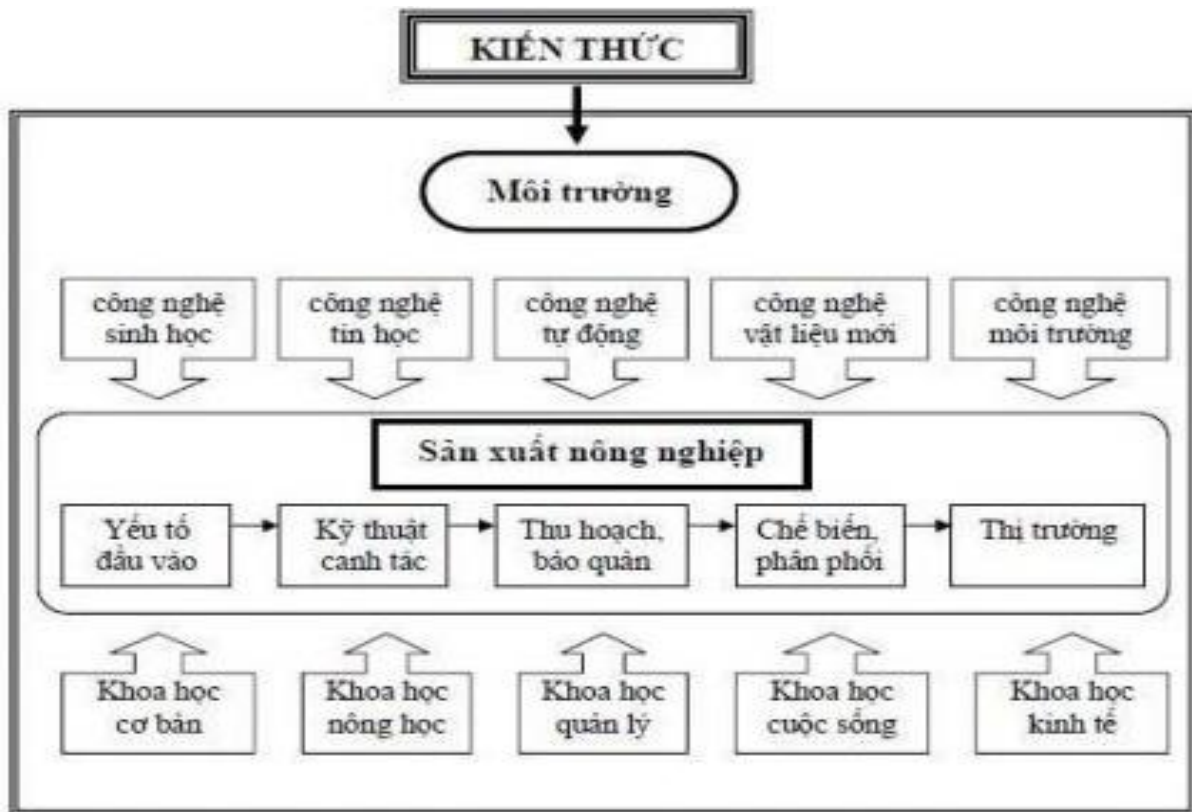 KIẾN THỨC
Môi trường
công nghệ
sinh học
công nghệ
tin học
công nghệ
tự động
công nghệ
vật liệu mới
công nghệ
môi trường
Sản xuất nông nghiệp
Yếu tố
đầu vào
Kỹ thuật
canh tác
Thu hoạch,
bảo quản
Chế biến,
phân phối
Thị trường
Khoa học
cơ bản
Khoa học
nông học
Khoa học
quản lý
Khoa học
cuộc sống
Khoa học
kinh tế